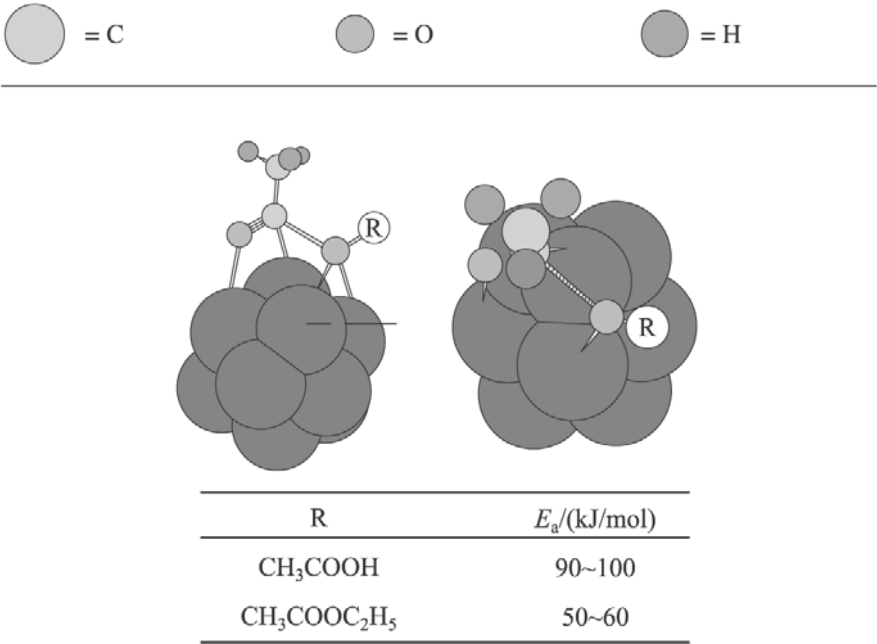 = C = O = H
R
R
R Eₐ/(kJ/mol)
CH₃COOH 90~100
CH₃COOC₂H₅ 50~60